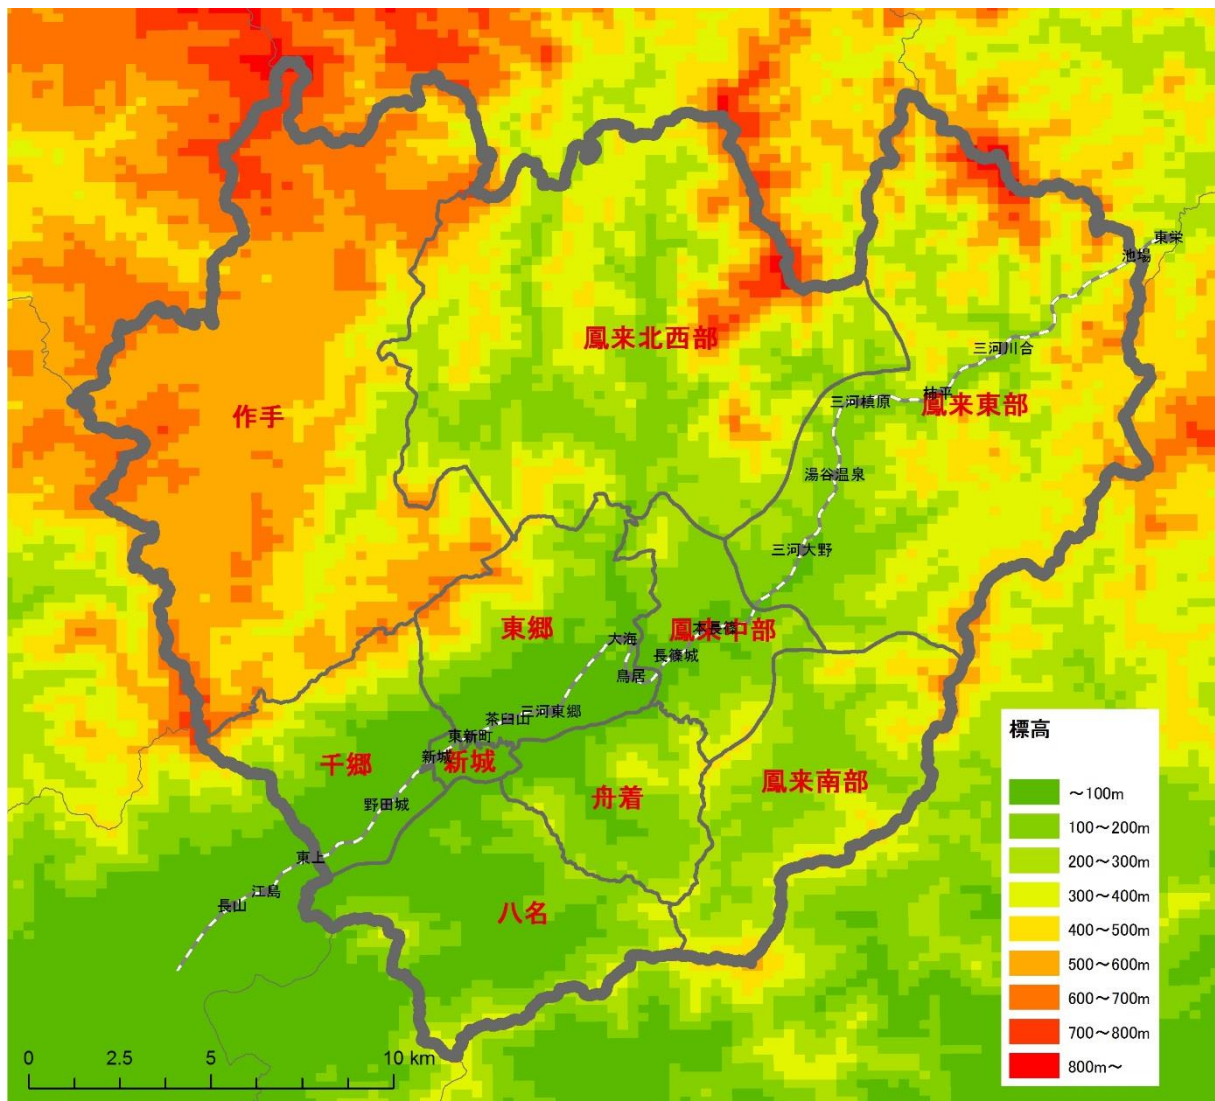 東栄
池場
鳳来北西部
三河川合
柿平
三河槙原
鳳来東部
作手
湯谷温泉
三河大野
東郷
大海
本長篠
鳳来中部
長篠城
鳥居
三河東郷
茶臼山
東新町
新城
新城
千郷
野田城
舟着
鳳来南部
東上
江島
長山
八名
標高
～100m
100～200m
200～300m
300～400m
400～500m
500～600m
600～700m
700～800m
800m～
0 2.5 5 10 km